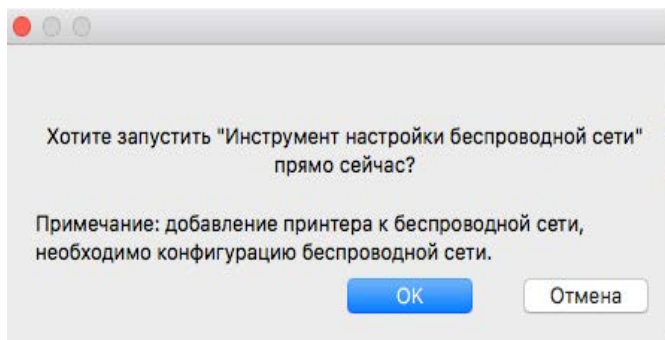 Хотите запустить "Инструмент настройки беспроводной сети"
прямо сейчас?
Примечание: добавление принтера к беспроводной сети,
необходимо конфигурацию беспроводной сети.
OK
Отмена